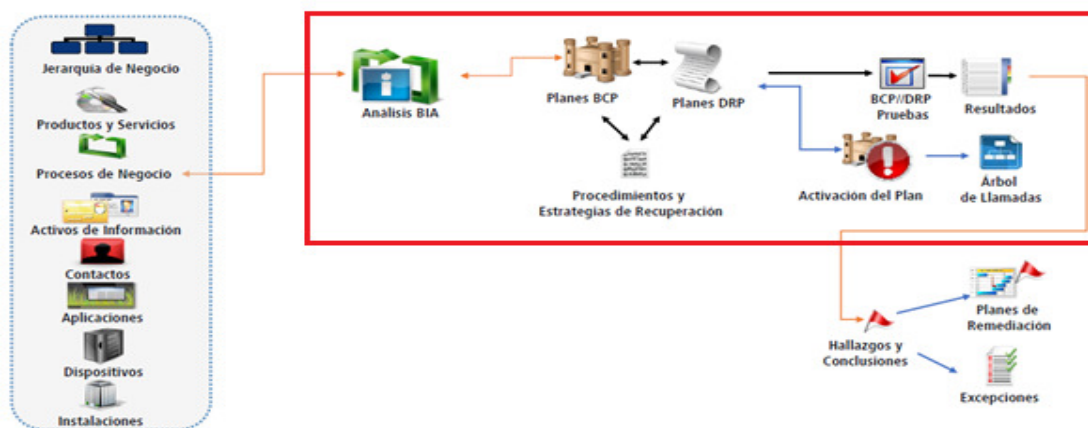 Jerarquía de Negocio
Productos y Servicios
Procesos de Negocio
Activos de Información
Contactos
Aplicaciones
Dispositivos
Instalaciones
Análisis BIA
Planes BCP
Planes DRP
Procedimientos y
Estrategias de Recuperación
BCP//DRP
Pruebas
Resultados
Activación del Plan
Árbol
de Llamadas
Hallazgos y
Conclusiones
Planes de
Remediación
Excepciones